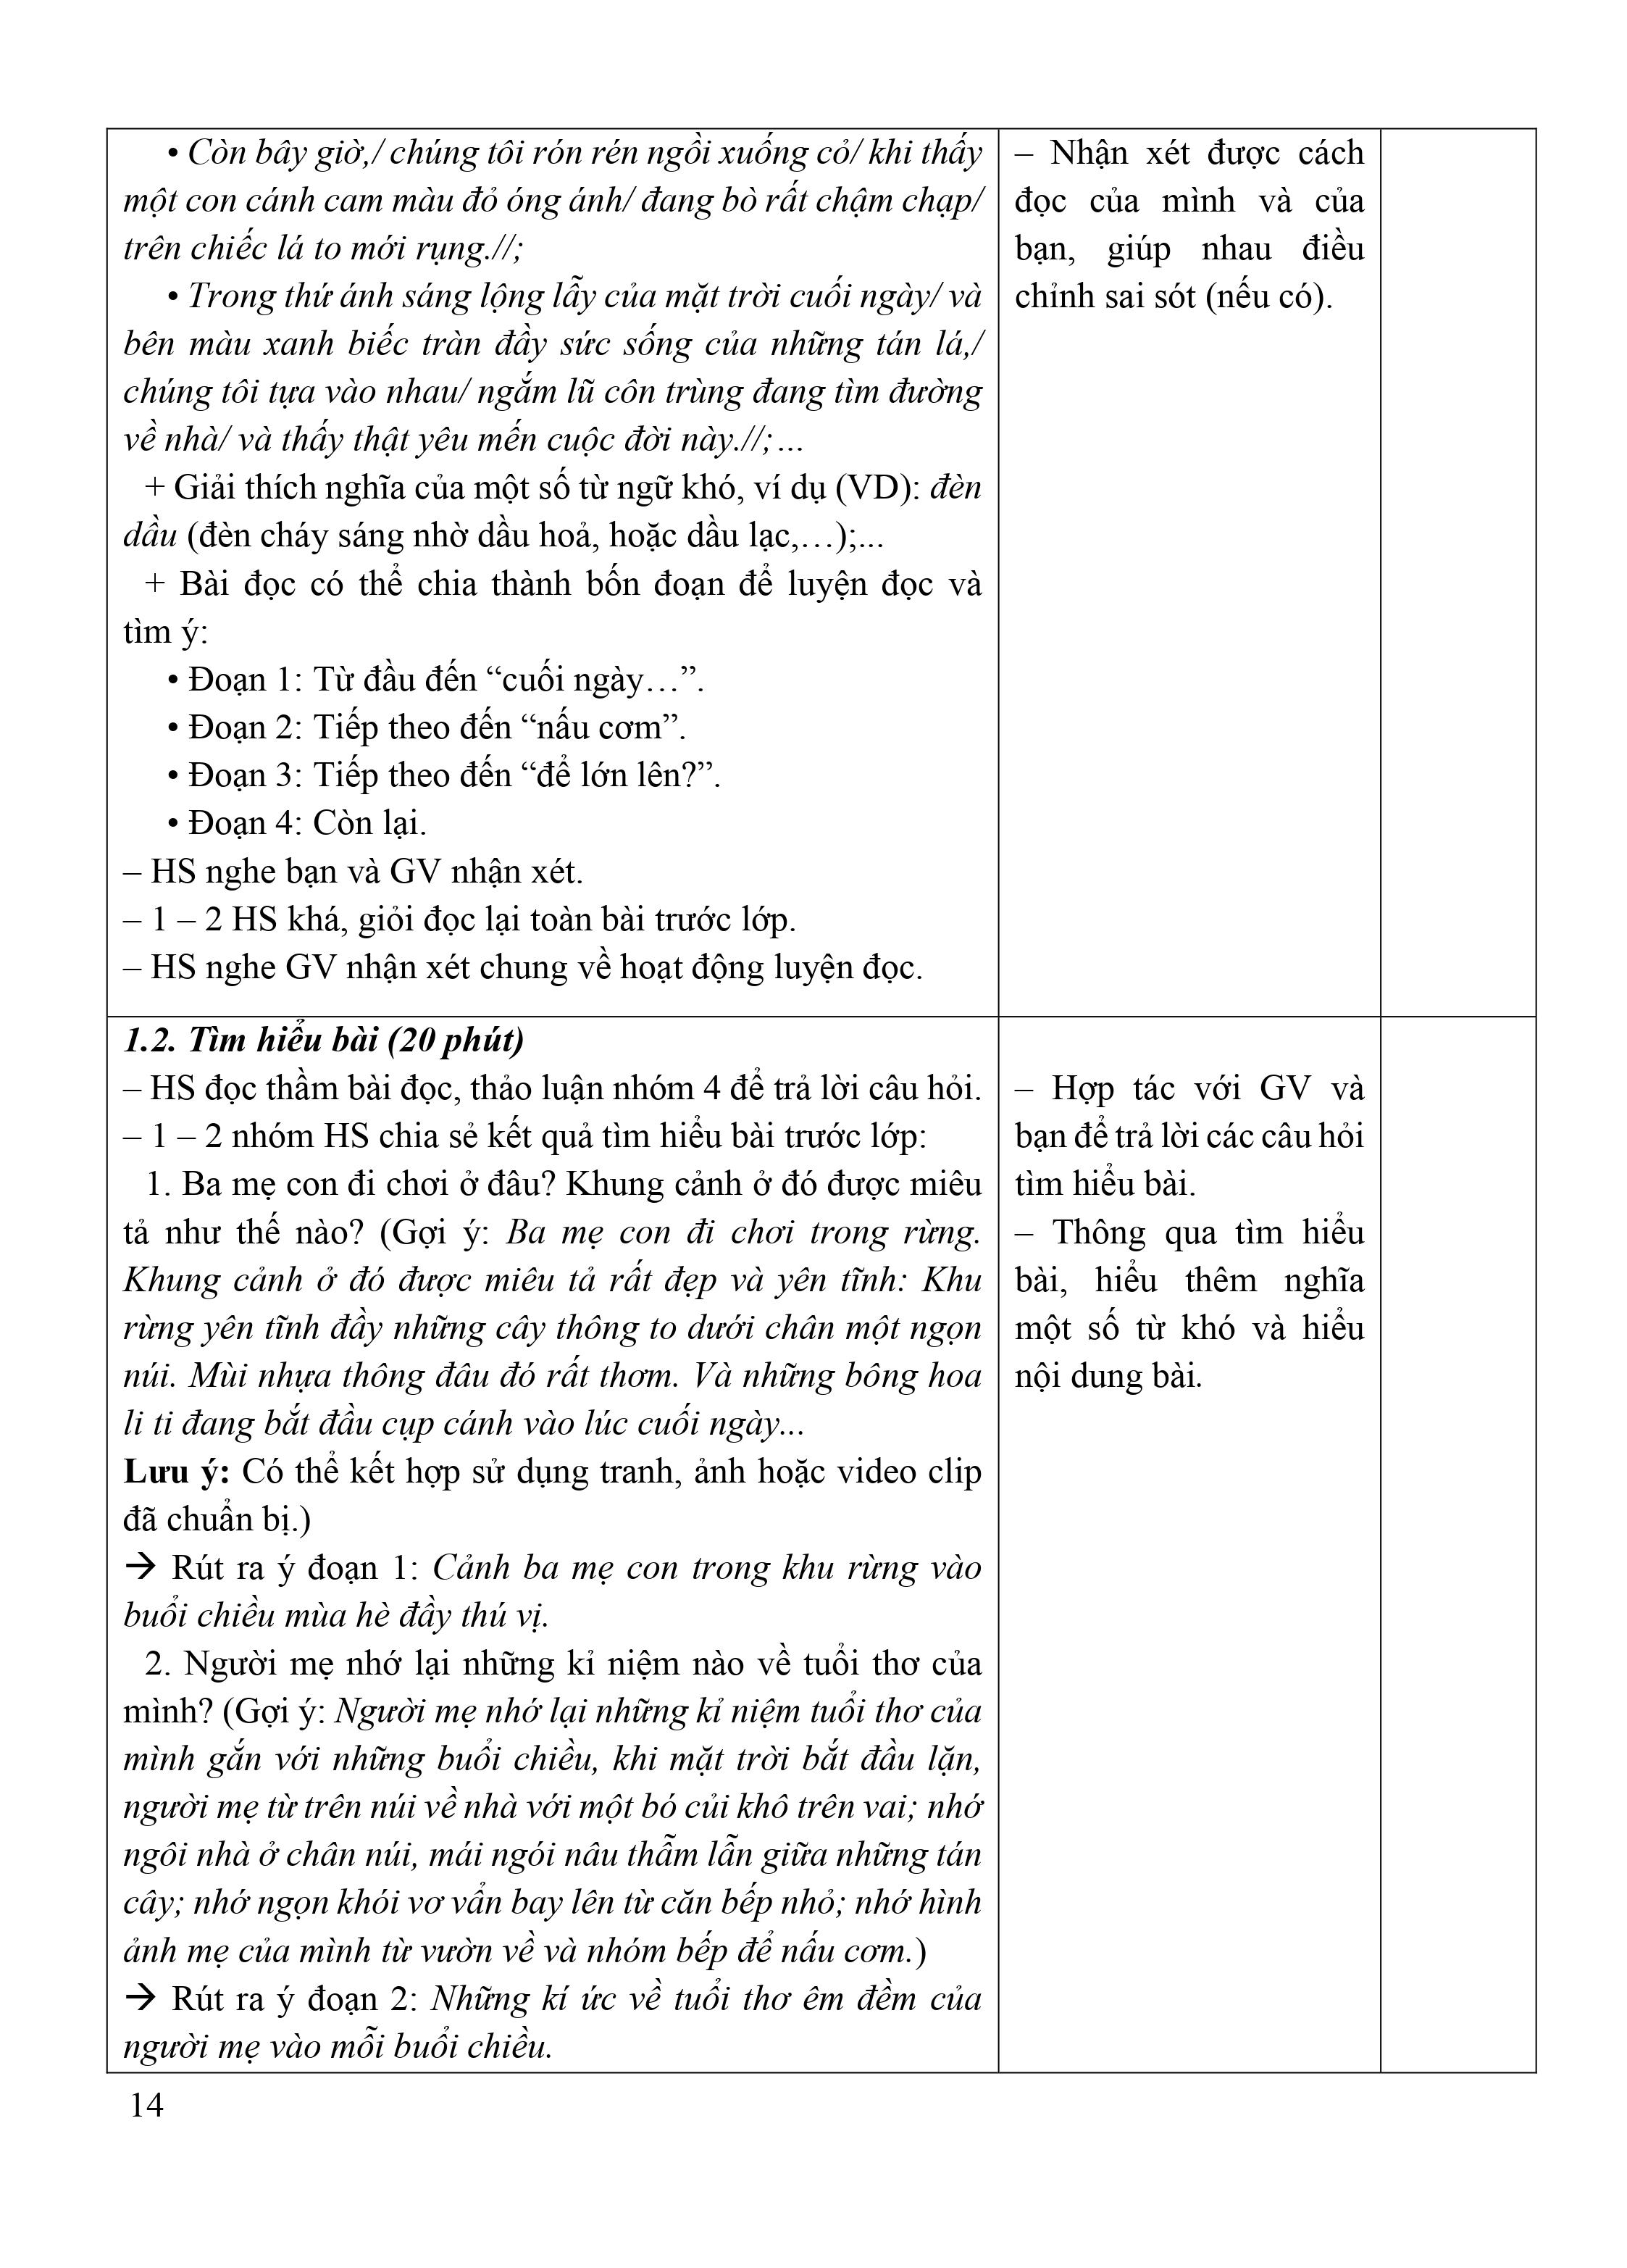 • Còn bây giờ,/ chúng tôi rón rén ngồi xuống cỏ/ khi thấy
một con cánh cam màu đỏ óng ánh/ đang bò rất chậm chạp/
trên chiếc lá to mới rụng.//;
• Trong thứ ánh sáng lộng lẫy của mặt trời cuối ngày/ và
bên màu xanh biếc tràn đầy sức sống của những tán lá,/
chúng tôi tựa vào nhau/ ngắm lũ côn trùng đang tìm đường
về nhà/ và thấy thật yêu mến cuộc đời này.//;…
+ Giải thích nghĩa của một số từ ngữ khó, ví dụ (VD): đèn
dầu (đèn cháy sáng nhờ dầu hoả, hoặc dầu lạc,…);...
+ Bài đọc có thể chia thành bốn đoạn để luyện đọc và
tìm ý:
• Đoạn 1: Từ đầu đến “cuối ngày…”.
• Đoạn 2: Tiếp theo đến “nấu cơm”.
• Đoạn 3: Tiếp theo đến “để lớn lên?”.
• Đoạn 4: Còn lại.
– HS nghe bạn và GV nhận xét.
– 1 – 2 HS khá, giỏi đọc lại toàn bài trước lớp.
– HS nghe GV nhận xét chung về hoạt động luyện đọc.
– Nhận xét được cách
đọc của mình và của
bạn, giúp nhau điều
chỉnh sai sót (nếu có).
1.2. Tìm hiểu bài (20 phút)
– HS đọc thầm bài đọc, thảo luận nhóm 4 để trả lời câu hỏi.
– 1 – 2 nhóm HS chia sẻ kết quả tìm hiểu bài trước lớp:
1. Ba mẹ con đi chơi ở đâu? Khung cảnh ở đó được miêu
tả như thế nào? (Gợi ý: Ba mẹ con đi chơi trong rừng.
Khung cảnh ở đó được miêu tả rất đẹp và yên tĩnh: Khu
rừng yên tĩnh đầy những cây thông to dưới chân một ngọn
núi. Mùi nhựa thông đâu đó rất thơm. Và những bông hoa
li ti đang bắt đầu cụp cánh vào lúc cuối ngày...
Lưu ý: Có thể kết hợp sử dụng tranh, ảnh hoặc video clip
đã chuẩn bị.)
→ Rút ra ý đoạn 1: Cảnh ba mẹ con trong khu rừng vào
buổi chiều mùa hè đầy thú vị.
2. Người mẹ nhớ lại những kỉ niệm nào về tuổi thơ của
mình? (Gợi ý: Người mẹ nhớ lại những kỉ niệm tuổi thơ của
mình gắn với những buổi chiều, khi mặt trời bắt đầu lặn,
người mẹ từ trên núi về nhà với một bó củi khô trên vai; nhớ
ngôi nhà ở chân núi, mái ngói nâu thẫm lẫn giữa những tán
cây; nhớ ngọn khói vơ vẩn bay lên từ căn bếp nhỏ; nhớ hình
ảnh mẹ của mình từ vườn về và nhóm bếp để nấu cơm.)
→ Rút ra ý đoạn 2: Những kí ức về tuổi thơ êm đềm của
người mẹ vào mỗi buổi chiều.
– Hợp tác với GV và
bạn để trả lời các câu hỏi
tìm hiểu bài.
– Thông qua tìm hiểu
bài, hiểu thêm nghĩa
một số từ khó và hiểu
nội dung bài.
14